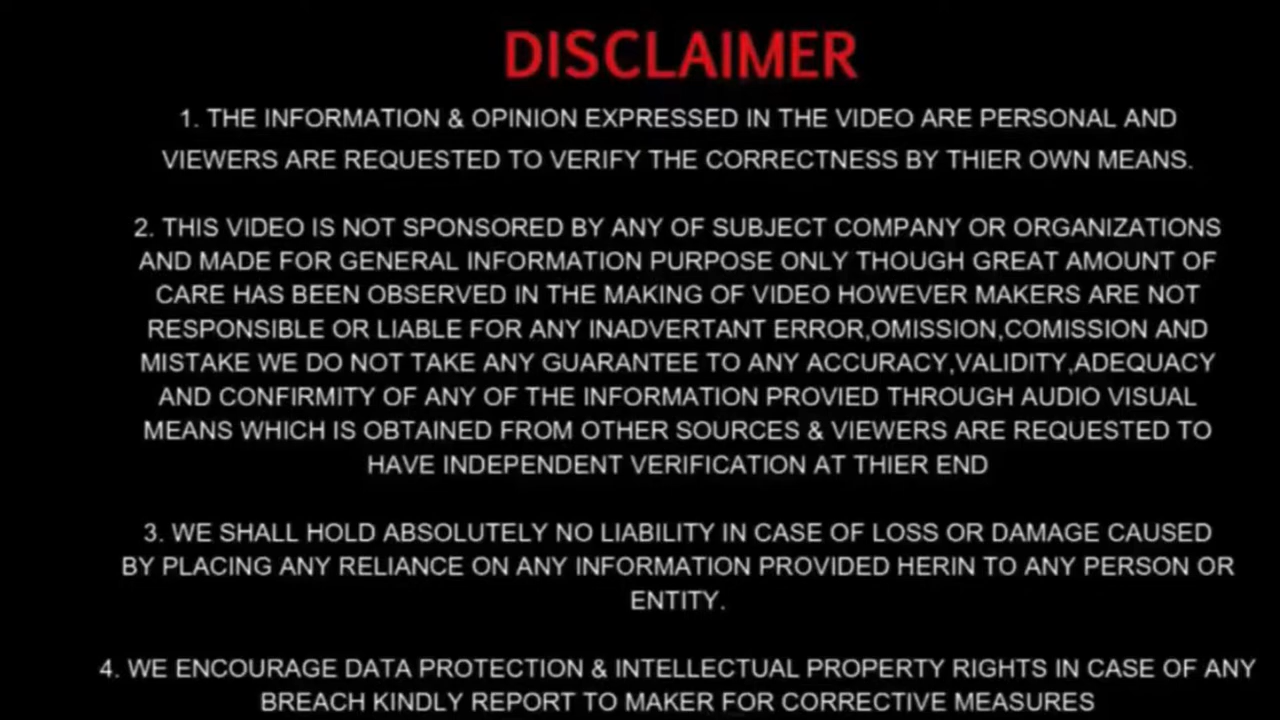 DISCLAIMER
1. THE INFORMATION & OPINION EXPRESSED IN THE VIDEO ARE PERSONAL AND
VIEWERS ARE REQUESTED TO VERIFY THE CORRECTNESS BY THIER OWN MEANS.
2. THIS VIDEO IS NOT SPONSORED BY ANY OF SUBJECT COMPANY OR ORGANIZATIONS
AND MADE FOR GENERAL INFORMATION PURPOSE ONLY THOUGH GREAT AMOUNT OF
CARE HAS BEEN OBSERVED IN THE MAKING OF VIDEO HOWEVER MAKERS ARE NOT
RESPONSIBLE OR LIABLE FOR ANY INADVERTANT ERROR,OMISSION,COMISSION AND
MISTAKE WE DO NOT TAKE ANY GUARANTEE TO ANY ACCURACY,VALIDITY,ADEQUACY
AND CONFIRMITY OF ANY OF THE INFORMATION PROVIED THROUGH AUDIO VISUAL
MEANS WHICH IS OBTAINED FROM OTHER SOURCES & VIEWERS ARE REQUESTED TO
HAVE INDEPENDENT VERIFICATION AT THIER END
3. WE SHALL HOLD ABSOLUTELY NO LIABILITY IN CASE OF LOSS OR DAMAGE CAUSED
BY PLACING ANY RELIANCE ON ANY INFORMATION PROVIDED HERIN TO ANY PERSON OR
ENTITY.
4. WE ENCOURAGE DATA PROTECTION & INTELLECTUAL PROPERTY RIGHTS IN CASE OF ANY
BREACH KINDLY REPORT TO MAKER FOR CORRECTIVE MEASURES